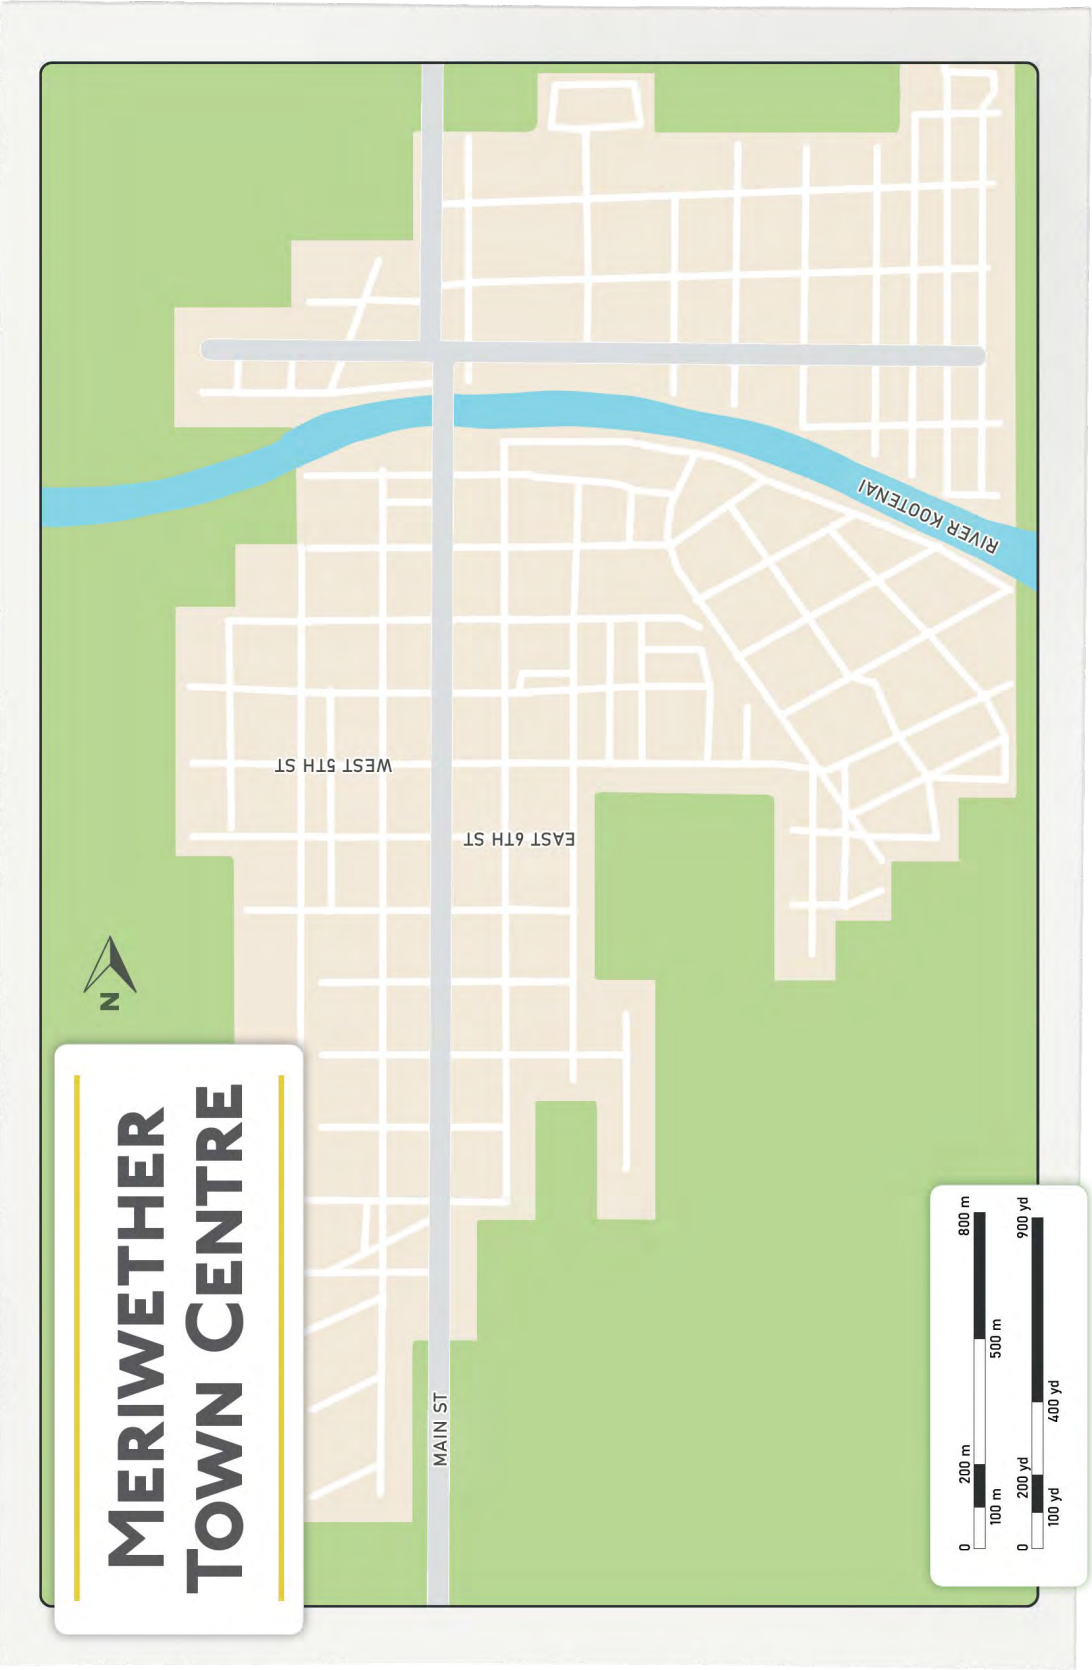 MERIWETHER
TOWN CENTRE
N
MAIN ST
WEST 5TH ST
EAST 6TH ST
RIVER KOOTENAI
0 200 m 800 m
100 m 500 m
0 200 yd 900 yd
100 yd 400 yd